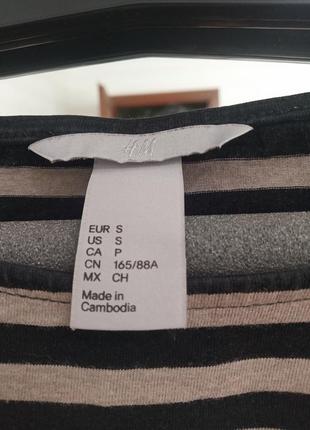 H&M
EUR S
US S
CA P
CN 165/88A
MX CH
Made in
Cambodia